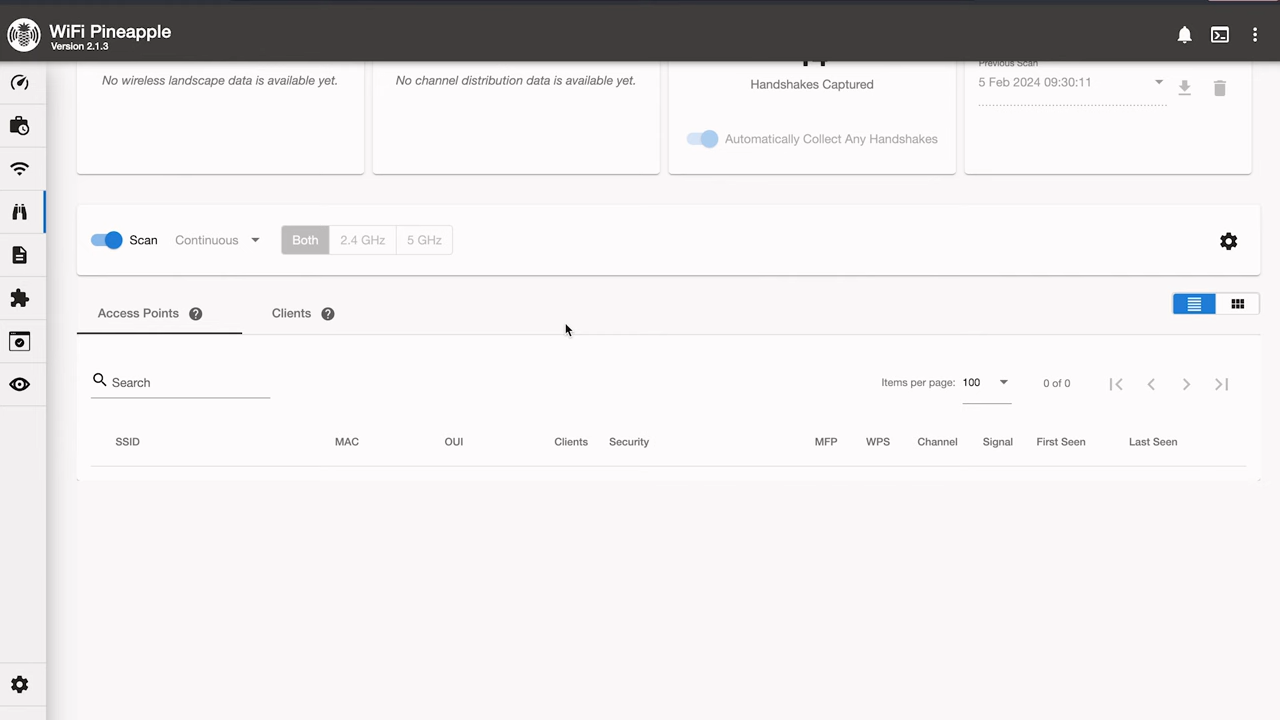 WiFi Pineapple
Version 2.1.3
No wireless landscape data is available yet.
No channel distribution data is available yet.
Handshakes Captured
Automatically Collect Any Handshakes
Previous Scan
5 Feb 2024 09:30:11
Scan
Continuous
Both
2.4 GHz
5 GHz
Access Points
Clients
Search
Items per page: 100
0 of 0
SSID MAC OUI Clients Security MFP WPS Channel Signal First Seen Last Seen